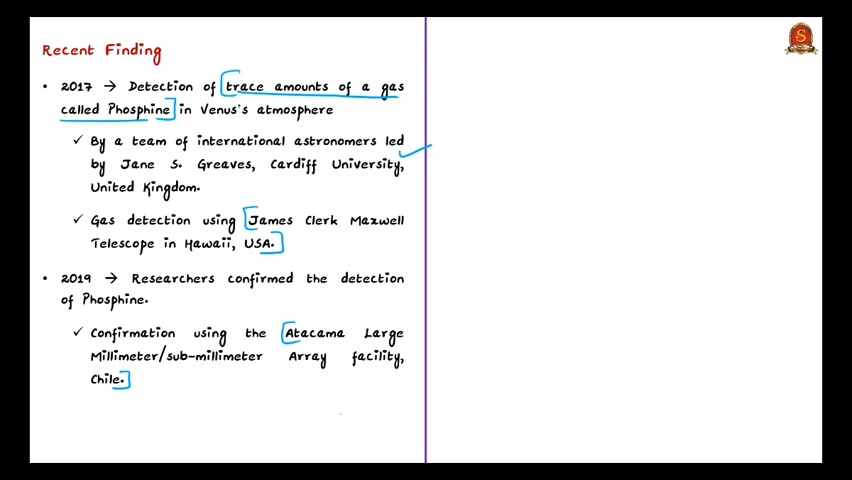 Recent Finding
• 2017 → Detection of trace amounts of a gas
called Phosphine in Venus's atmosphere
✓ By a team of international astronomers led
by Jane S. Greaves, Cardiff University,
United Kingdom.
✓ Gas detection using James Clerk Maxwell
Telescope in Hawaii, USA.
• 2019 → Researchers confirmed the detection
of Phosphine.
✓ Confirmation using the Atacama Large
Millimeter/sub-millimeter Array facility,
Chile.
S